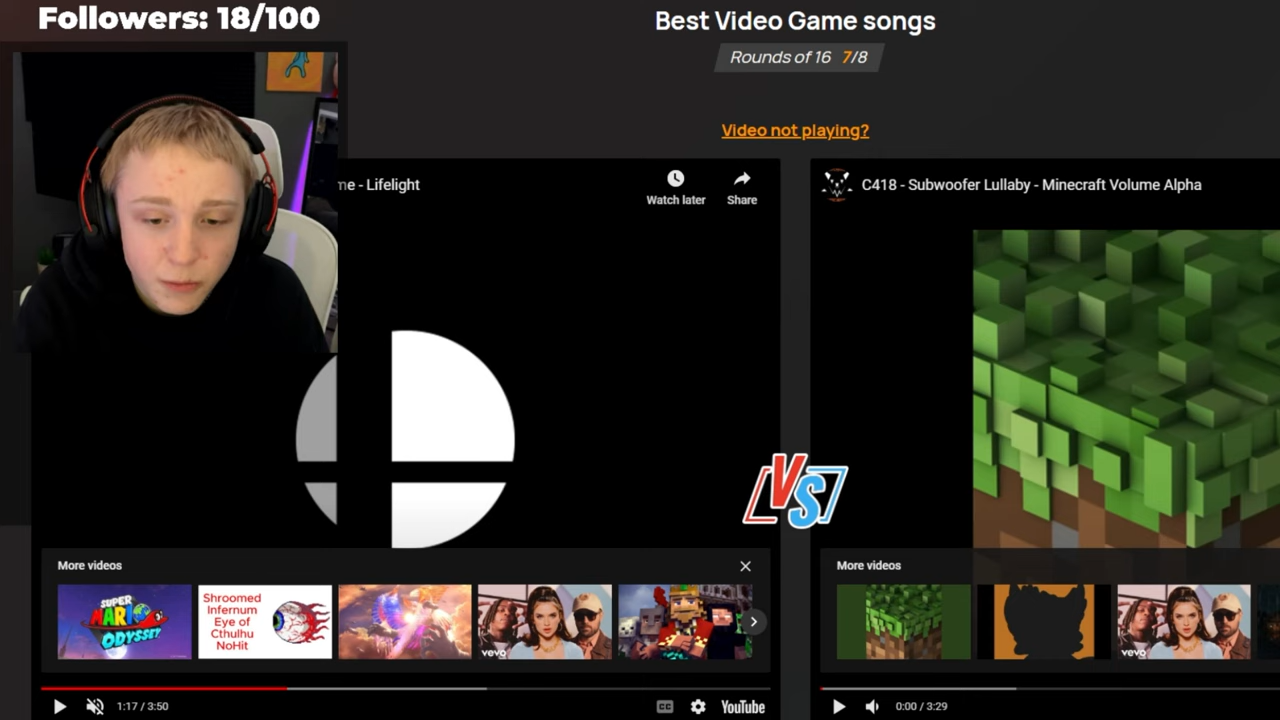 Followers: 18/100
Best Video Game songs
Rounds of 16 7/8
Video not playing?
me - Lifelight
Watch later
Share
C418 - Subwoofer Lullaby - Minecraft Volume Alpha
VS
More videos
SUPER
MARIO
ODYSSEY
Shroomed
Infernum
Eye of
Cthulhu
NoHit
vevo
1:17 / 3:50
CC
YouTube
More videos
vevo
0:00 / 3:29